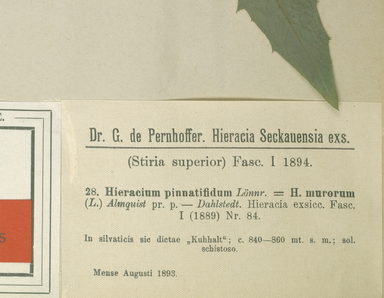 Dr. G. de Pernhoffer. Hieracia Seckauensia exs.
(Stiria superior) Fasc. I 1894.
28. Hieracium pinnatifidum Lönnr. = H. murorum
(L.) Almquist pr. p. — Dahlstedt. Hieracia exsicc. Fasc.
I (1889) Nr. 84.
In silvaticis sic dictae „Kuhhalt“; c. 840—860 mt. s. m.; sol.
schistoso.
Mense Augusti 1893.